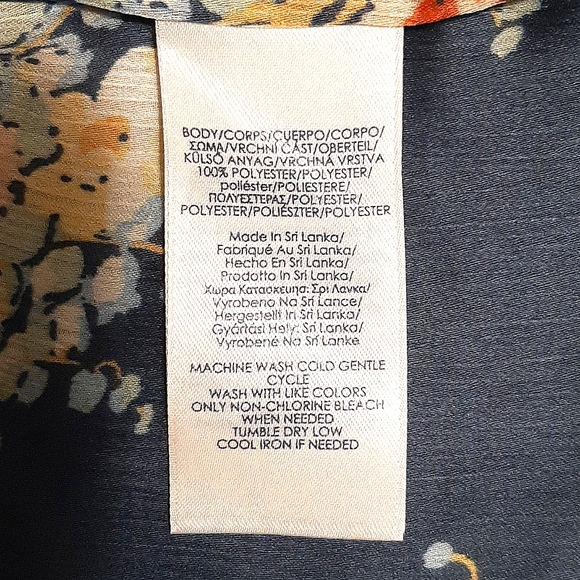 BODY/CORPS/CUERPO/CORPO/
ΣΩΜΑ/VRCHNÍ ČÁST/OBERTEIL/
KÜLSŐ ANYAG/VRCHNÁ VRSTVA
100% POLYESTER/POLYESTER/
poliéster/POLIESTERE/
ΠΟΛΥΕΣΤΕΡΑΣ/POLYESTER/
POLYESTER/POLIÉSZTER/POLYESTER
Made In Sri Lanka/
Fabriqué Au Sri Lanka/
Hecho En Sri Lanka/
Prodotto In Sri Lanka/
Χωρα Κατασκευησ: Σρι Λανκα/
Vyrobeno Na Srí Lance/
Hergestellt In Sri Lanka/
Gyártási Hely: Sri Lanka/
Vyrobené Na Srí Lanke
MACHINE WASH COLD GENTLE
CYCLE
WASH WITH LIKE COLORS
ONLY NON-CHLORINE BLEACH
WHEN NEEDED
TUMBLE DRY LOW
COOL IRON IF NEEDED